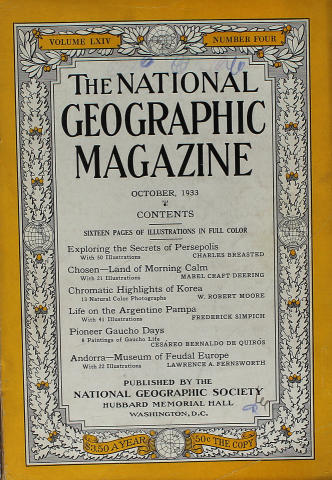 VOLUME LXIV
NUMBER FOUR
THE NATIONAL
GEOGRAPHIC
MAGAZINE
OCTOBER, 1933
CONTENTS
SIXTEEN PAGES OF ILLUSTRATIONS IN FULL COLOR
Exploring the Secrets of Persepolis
With 50 Illustrations CHARLES BREASTED
Chosen—Land of Morning Calm
With 21 Illustrations MABEL CRAFT DEERING
Chromatic Highlights of Korea
13 Natural Color Photographs W. ROBERT MOORE
Life on the Argentine Pampa
With 41 Illustrations FREDERICK SIMPICH
Pioneer Gaucho Days
8 Paintings of Gaucho Life CESAREO BERNALDO DE QUIRÓS
Andorra—Museum of Feudal Europe
With 22 Illustrations LAWRENCE A. FERNSWORTH
PUBLISHED BY THE
NATIONAL GEOGRAPHIC SOCIETY
HUBBARD MEMORIAL HALL
WASHINGTON, D.C.
$3.50 A YEAR
50¢ THE COPY